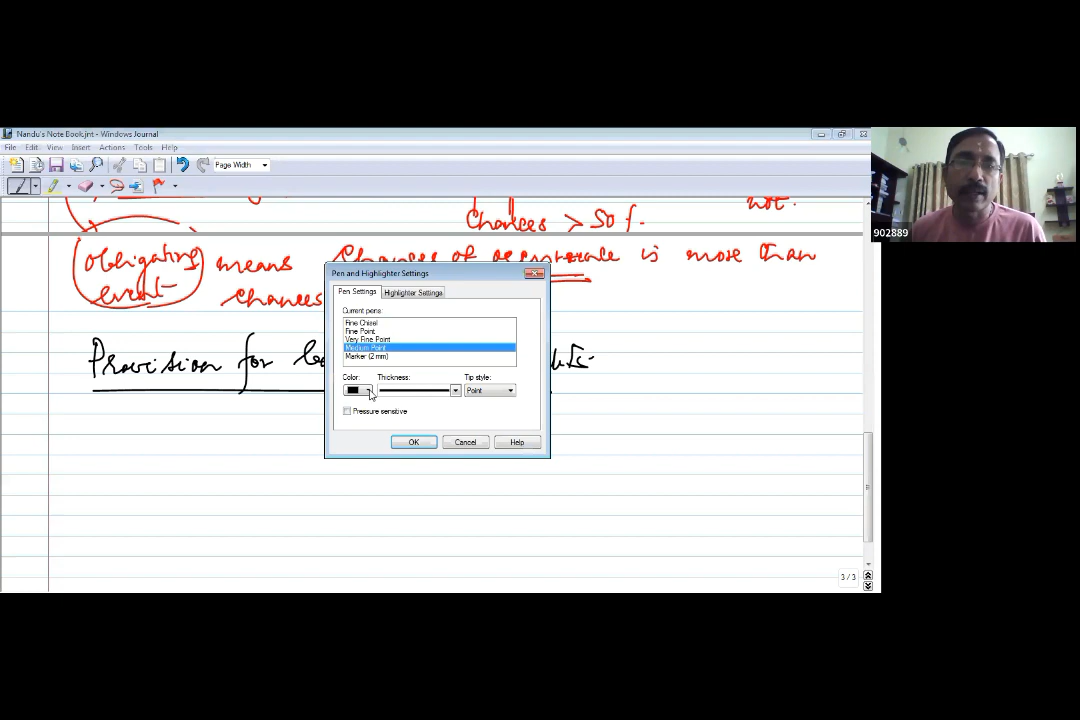 Nandu's Note Book.jnt - Windows Journal
File Edit View Insert Actions Tools Help
Page Width
not.
Chances > 50 %
902889
Obligating means Chances of is more than
event chances
Pen and Highlighter Settings
Pen Settings Highlighter Settings
Current pens:
Fine Chisel
Fine Point
Very Fine Point
Medium Point
Marker (2 mm)
Provision for
Color: Thickness: Tip style:
Point
Pressure sensitive
OK Cancel Help
3 / 3